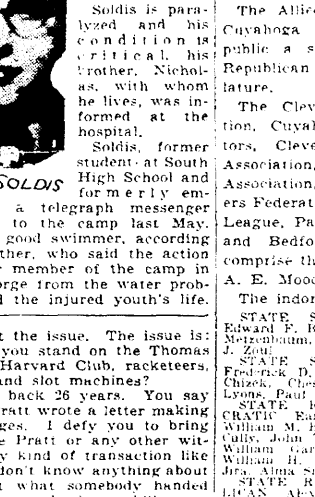 Soldis is para-
lyzed and his
condition is
critical, his
brother, Nichol-
as, with whom
he lives, was in-
formed at the
hospital.
Soldis, former
student at South
High School and
formerly em-
SOLDIS
a telegraph messenger
to the camp last May.
good swimmer, according
ther, who said the action
r member of the camp in
orge from the water prob-
d the injured youth's life.
t the issue. The issue is:
you stand on the Thomas
Harvard Club, racketeers,
and slot machines?
back 26 years. You say
ratt wrote a letter making
ges. I defy you to bring
e Pratt or any other wit-
y kind of transaction like
don't know anything about
t what somebody handed
The Allie
Cuyahoga
public a s
Republican
lature.
The Clev
tion, Cuyah
tors, Cleve
Association,
Association,
ers Federat
League, Pa
and Bedfo
comprise th
A. E. Mood
The indor
STATE S
Edward F. R
Metzenbaum,
J. Zoul
STATE S
Frederick D.
Chizek, Ches
Lyons, Paul
STATE R
CRATIC Ea
William M. B
Cully, John T
William Gar
William H.
Jira, Alma S
STATE R
LICAN